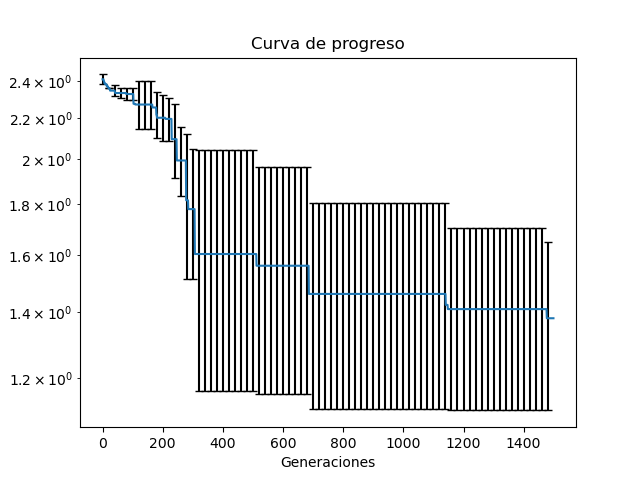 Curva de progreso
2.4 × 10⁰
2.2 × 10⁰
2 × 10⁰
1.8 × 10⁰
1.6 × 10⁰
1.4 × 10⁰
1.2 × 10⁰
0 200 400 600 800 1000 1200 1400
Generaciones